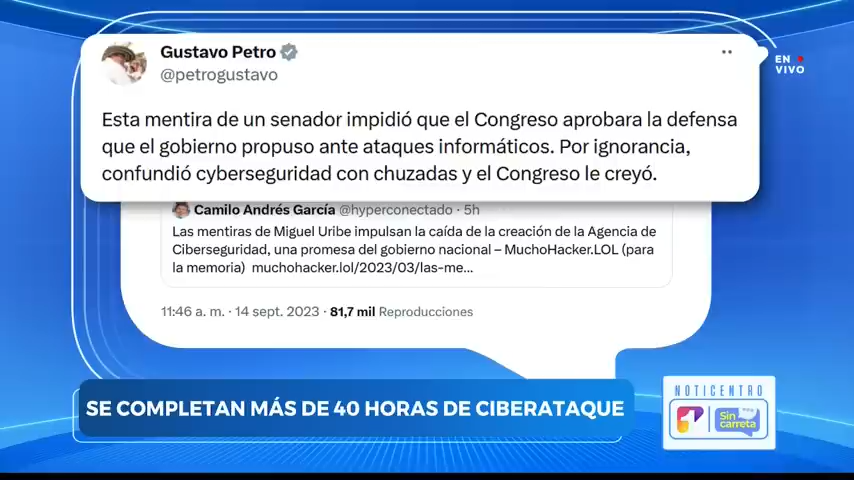 Gustavo Petro
@petrogustavo
EN
VIVO
Esta mentira de un senador impidió que el Congreso aprobara la defensa
que el gobierno propuso ante ataques informáticos. Por ignorancia,
confundió cyberseguridad con chuzadas y el Congreso le creyó.
Camilo Andrés García @hyperconectado · 5h
Las mentiras de Miguel Uribe impulsan la caída de la creación de la Agencia de
Ciberseguridad, una promesa del gobierno nacional – MuchoHacker.LOL (para
la memoria) muchohacker.lol/2023/03/las-me...
11:46 a. m. · 14 sept. 2023 · 81,7 mil Reproducciones
SE COMPLETAN MÁS DE 40 HORAS DE CIBERATAQUE
NOTICENTRO
1
Sin
carreta